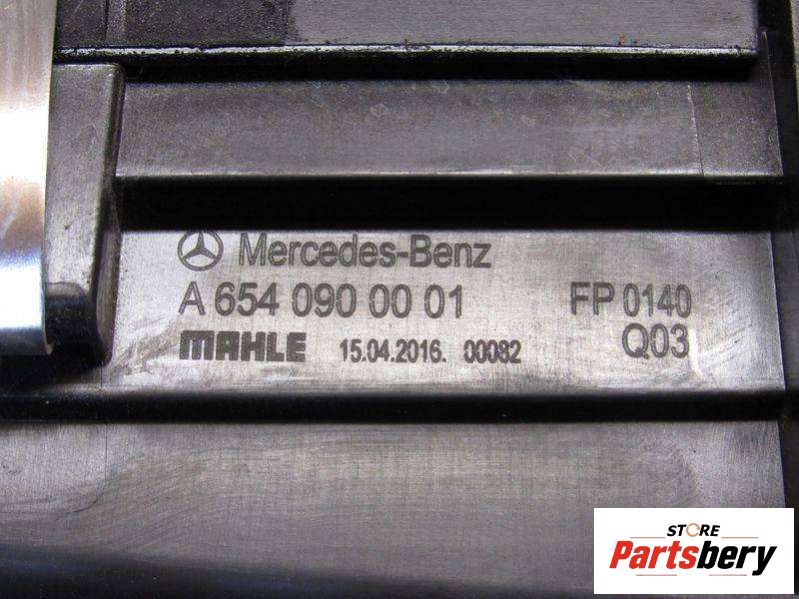 Mercedes-Benz
A 654 090 00 01 FP 0140
MAHLE 15.04.2016. 00082 Q03
STORE
Partsbery